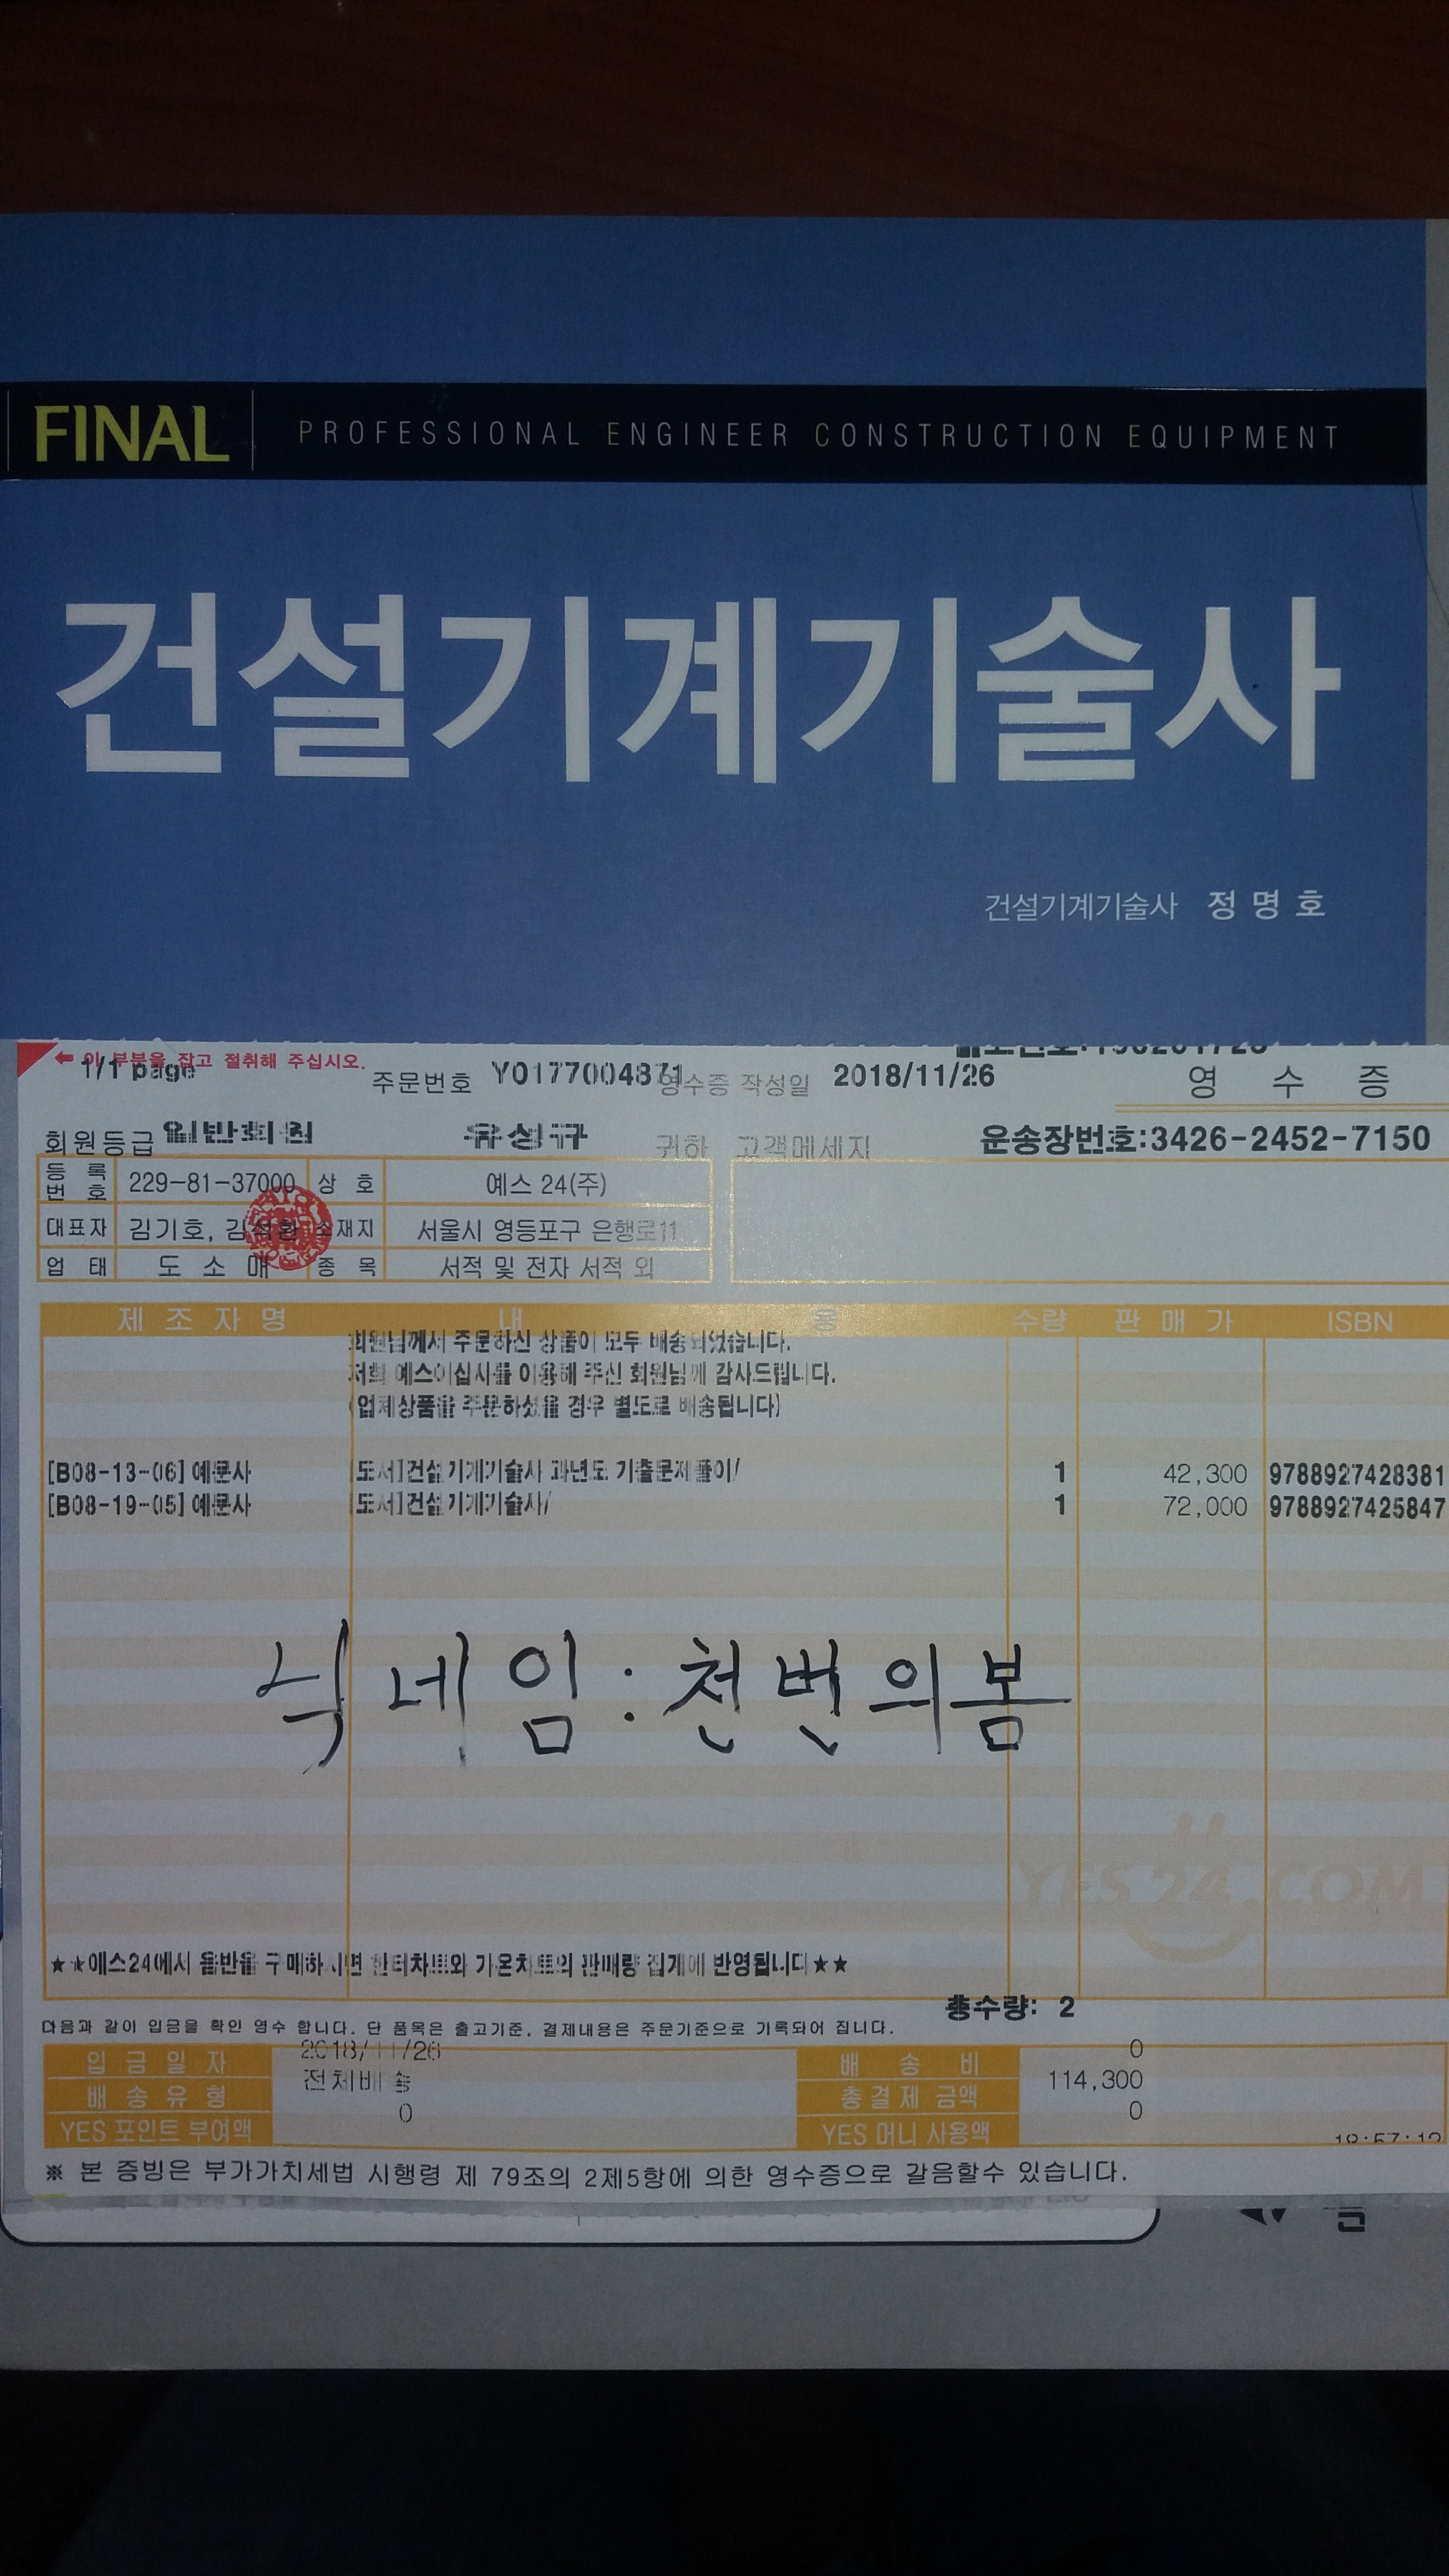 FINAL PROFESSIONAL ENGINEER CONSTRUCTION EQUIPMENT
건설기계기술사
건설기계기술사 정명호
이 부분을 잡고 절취해 주십시오.
1/1 page 주문번호 Y0177004871 영수증 작성일 2018/11/26 영 수 증
회원등급 일반회원 유성규 귀하 고객메세지 운송장번호:3426-2452-7150
등록번호 229-81-37000 상 호 예스 24(주)
대표자 김기호, 김석환 소재지 서울시 영등포구 은행로11
업 태 도 소 매 종 목 서적 및 전자 서적 외
제 조 자 명 내 용 수량 판 매 가 ISBN
회원님께서 주문하신 상품이 모두 배송되었습니다.
저희 예스이십사를 이용해 주신 회원님께 감사드립니다.
(업체상품을 주문하셨을 경우 별도로 배송됩니다)
[B08-13-06] 예문사 [도서]건설기계기술사 과년도 기출문제풀이/ 1 42,300 9788927428381
[B08-19-05] 예문사 [도서]건설기계기술사/ 1 72,000 9788927425847
닉네임:천변의봄
YES24.COM
★★예스24에서 음반을 구매하시면 한터차트와 가온차트의 판매량 집계에 반영됩니다★★
총수량: 2
다음과 같이 입금을 확인 영수 합니다. 단 품목은 출고기준, 결제내용은 주문기준으로 기록되어 집니다.
입 금 일 자 2018/11/26 배 송 비 0
배 송 유 형 전체배송 총결제 금액 114,300
YES 포인트 부여액 0 YES 머니 사용액 0
※ 본 증빙은 부가가치세법 시행령 제 79조의 2제5항에 의한 영수증으로 갈음할수 있습니다.